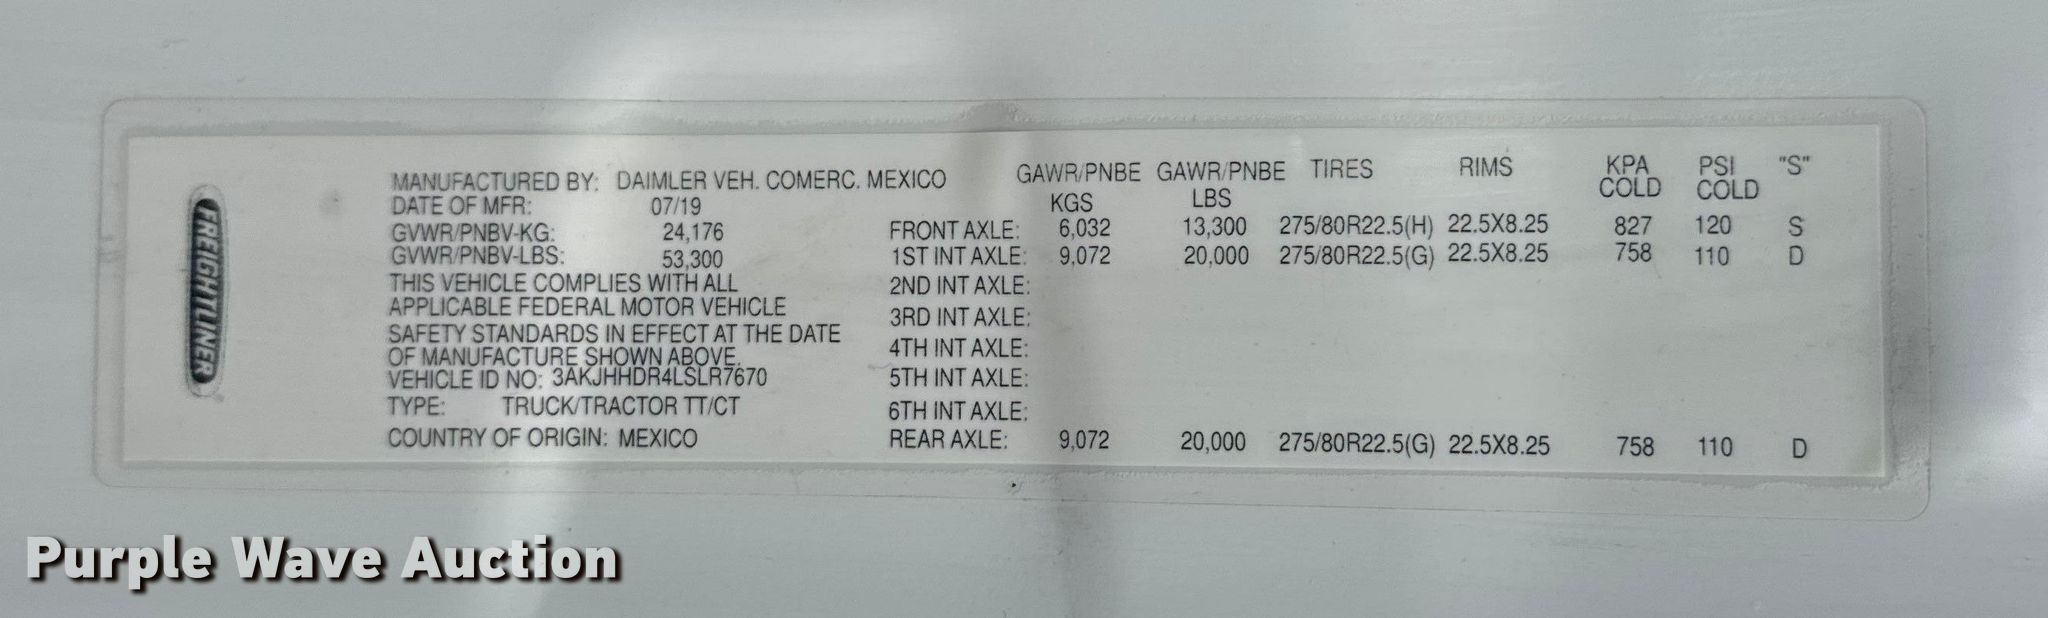 FREIGHTLINER
MANUFACTURED BY: DAIMLER VEH. COMERC. MEXICO
DATE OF MFR: 07/19
GVWR/PNBV-KG: 24,176
GVWR/PNBV-LBS: 53,300
THIS VEHICLE COMPLIES WITH ALL
APPLICABLE FEDERAL MOTOR VEHICLE
SAFETY STANDARDS IN EFFECT AT THE DATE
OF MANUFACTURE SHOWN ABOVE.
VEHICLE ID NO: 3AKJHHDR4LSLR7670
TYPE: TRUCK/TRACTOR TT/CT
COUNTRY OF ORIGIN: MEXICO
GAWR/PNBE GAWR/PNBE TIRES RIMS KPA PSI "S"
KGS LBS COLD COLD
FRONT AXLE: 6,032 13,300 275/80R22.5(H) 22.5X8.25 827 120 S
1ST INT AXLE: 9,072 20,000 275/80R22.5(G) 22.5X8.25 758 110 D
2ND INT AXLE:
3RD INT AXLE:
4TH INT AXLE:
5TH INT AXLE:
6TH INT AXLE:
REAR AXLE: 9,072 20,000 275/80R22.5(G) 22.5X8.25 758 110 D
Purple Wave Auction